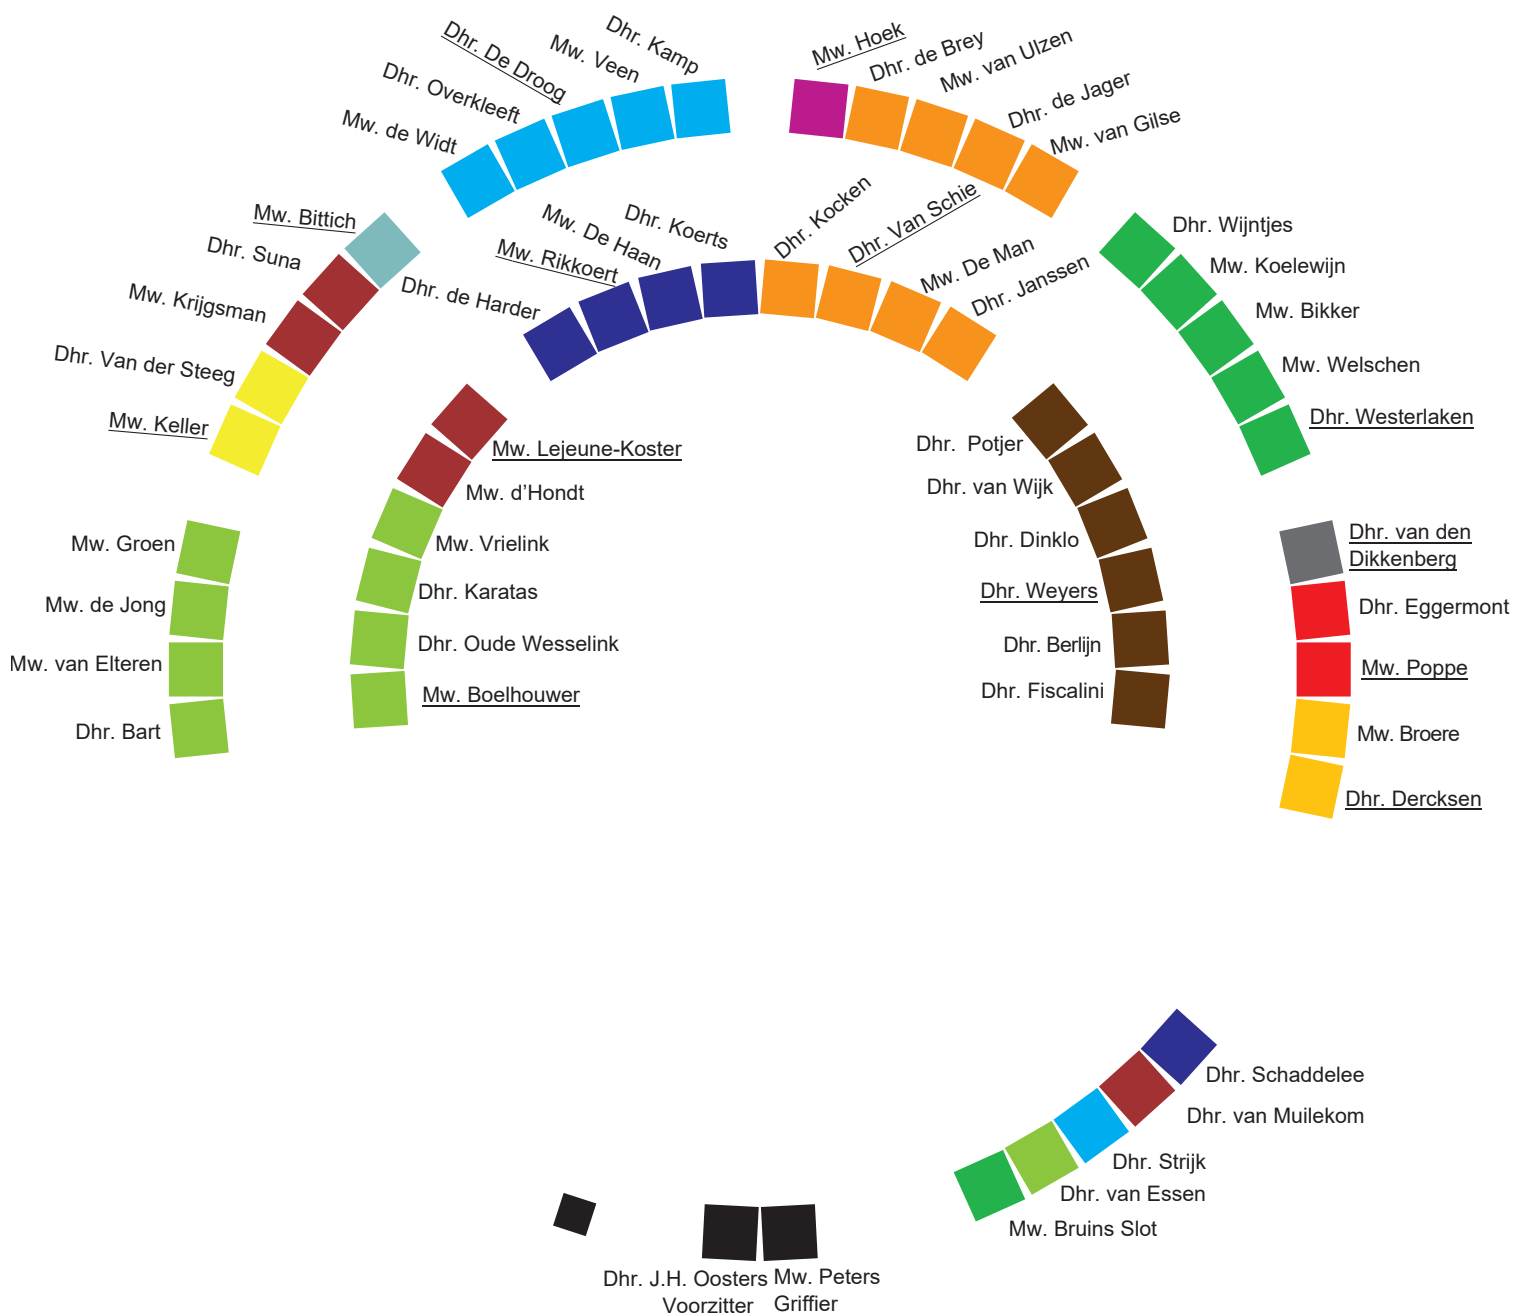 Dhr. Kamp
Mw. Veen
Dhr. De Droog
Dhr. Overkleeft
Mw. de Widt
Mw. Hoek
Dhr. de Brey
Mw. van Ulzen
Dhr. de Jager
Mw. van Gilse
Mw. Bittich
Dhr. Suna
Mw. Krijgsman
Dhr. Van der Steeg
Mw. Keller
Dhr. Koerts
Mw. De Haan
Mw. Rikkoert
Dhr. de Harder
Dhr. Kocken
Dhr. Van Schie
Mw. De Man
Dhr. Janssen
Dhr. Wijntjes
Mw. Koelewijn
Mw. Bikker
Mw. Welschen
Dhr. Westerlaken
Mw. Lejeune-Koster
Mw. d’Hondt
Mw. Vrielink
Dhr. Karatas
Dhr. Oude Wesselink
Mw. Boelhouwer
Dhr. Potjer
Dhr. van Wijk
Dhr. Dinklo
Dhr. Weyers
Dhr. Berlijn
Dhr. Fiscalini
Mw. Groen
Mw. de Jong
Mw. van Elteren
Dhr. Bart
Dhr. van den
Dikkenberg
Dhr. Eggermont
Mw. Poppe
Mw. Broere
Dhr. Dercksen
Dhr. Schaddelee
Dhr. van Muilekom
Dhr. Strijk
Dhr. van Essen
Mw. Bruins Slot
Dhr. J.H. Oosters
Voorzitter
Mw. Peters
Griffier